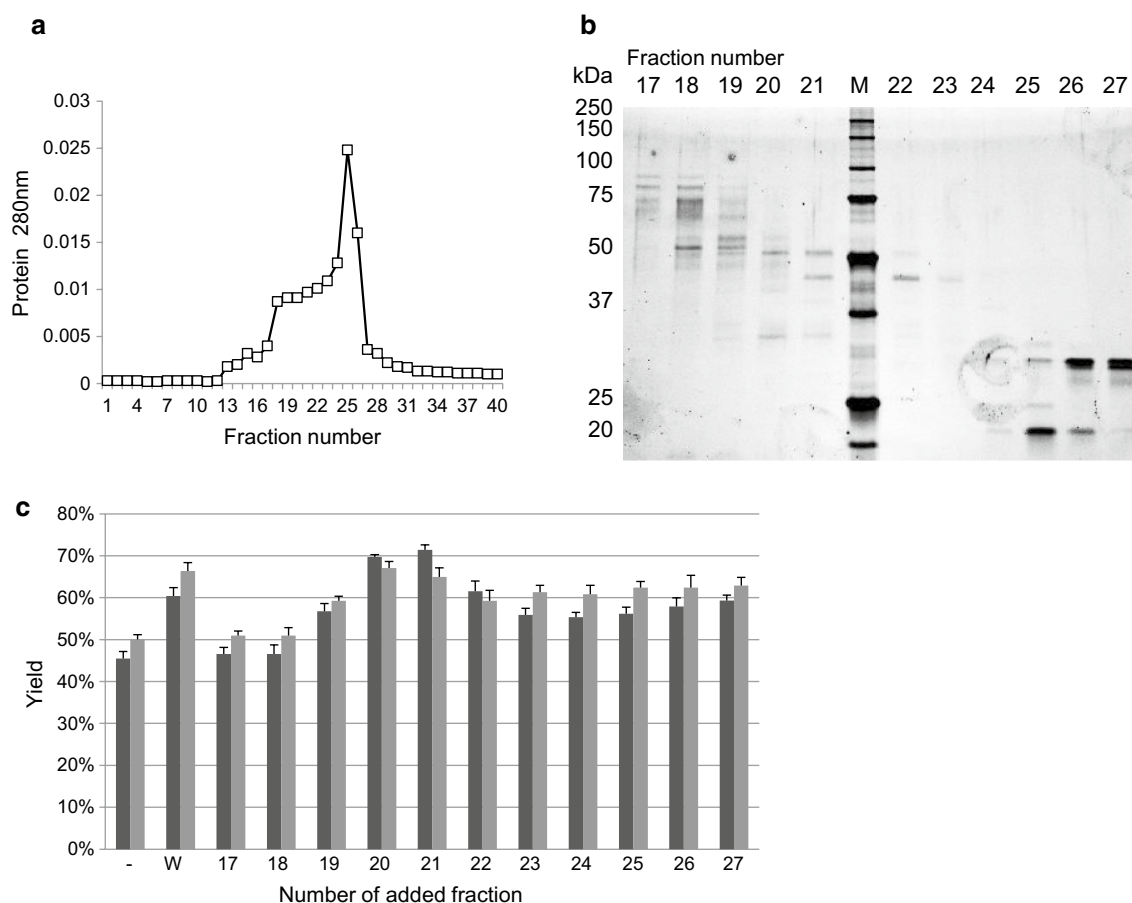 a
0.03
0.025
0.02
0.015
0.01
0.005
0
Protein 280nm
1 4 7 10 13 16 19 22 25 28 31 34 37 40
Fraction number
b
Fraction number
kDa 17 18 19 20 21 M 22 23 24 25 26 27
250
150
100
75
50
37
25
20
c
80%
70%
60%
50%
40%
30%
20%
10%
0%
Yield
- W 17 18 19 20 21 22 23 24 25 26 27
Number of added fraction